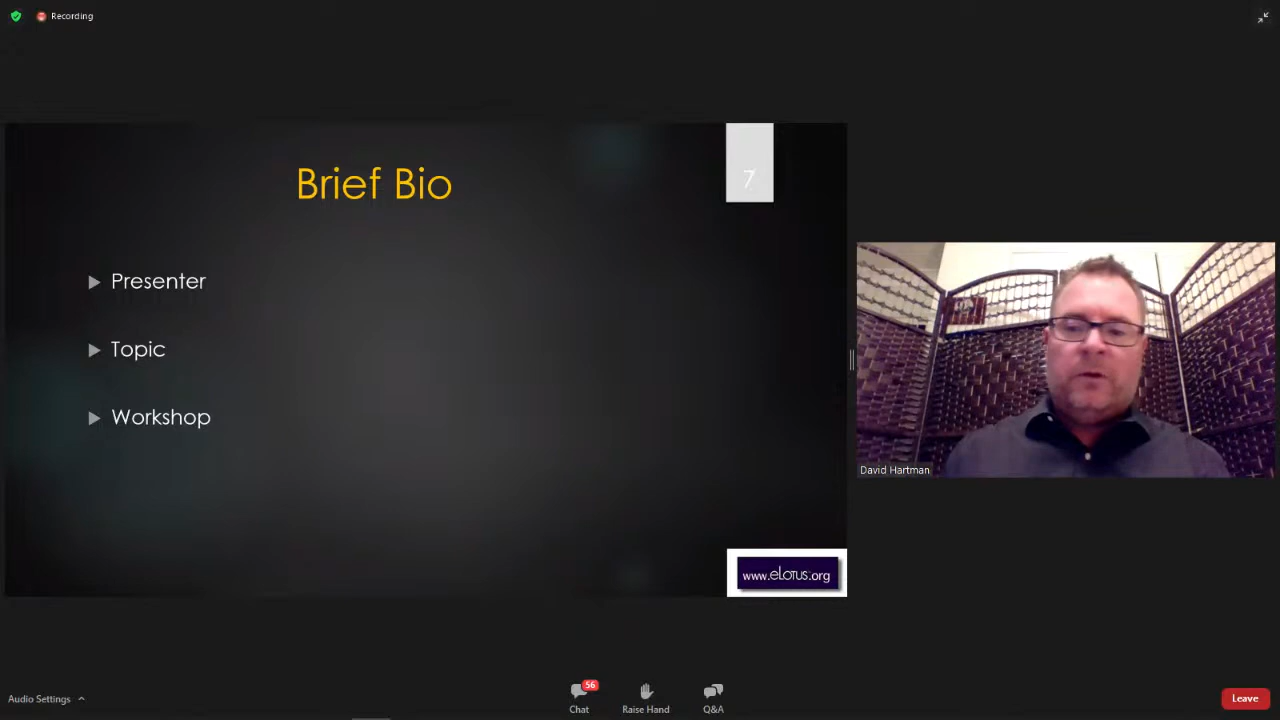 Recording
Brief Bio
7
Presenter
Topic
Workshop
David Hartman
www.eLotus.org
Audio Settings
56
Chat
Raise Hand
Q&A
Leave